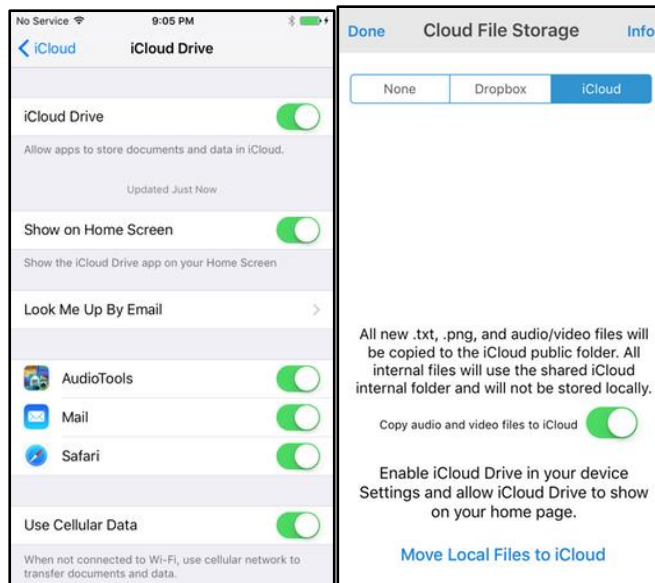 No Service 9:05 PM
iCloud iCloud Drive
iCloud Drive
Allow apps to store documents and data in iCloud.
Updated Just Now
Show on Home Screen
Show the iCloud Drive app on your Home Screen
Look Me Up By Email
AudioTools
Mail
Safari
Use Cellular Data
When not connected to Wi-Fi, use cellular network to
transfer documents and data.
Done Cloud File Storage Info
None Dropbox iCloud
All new .txt, .png, and audio/video files will
be copied to the iCloud public folder. All
internal files will use the shared iCloud
internal folder and will not be stored locally.
Copy audio and video files to iCloud
Enable iCloud Drive in your device
Settings and allow iCloud Drive to show
on your home page.
Move Local Files to iCloud